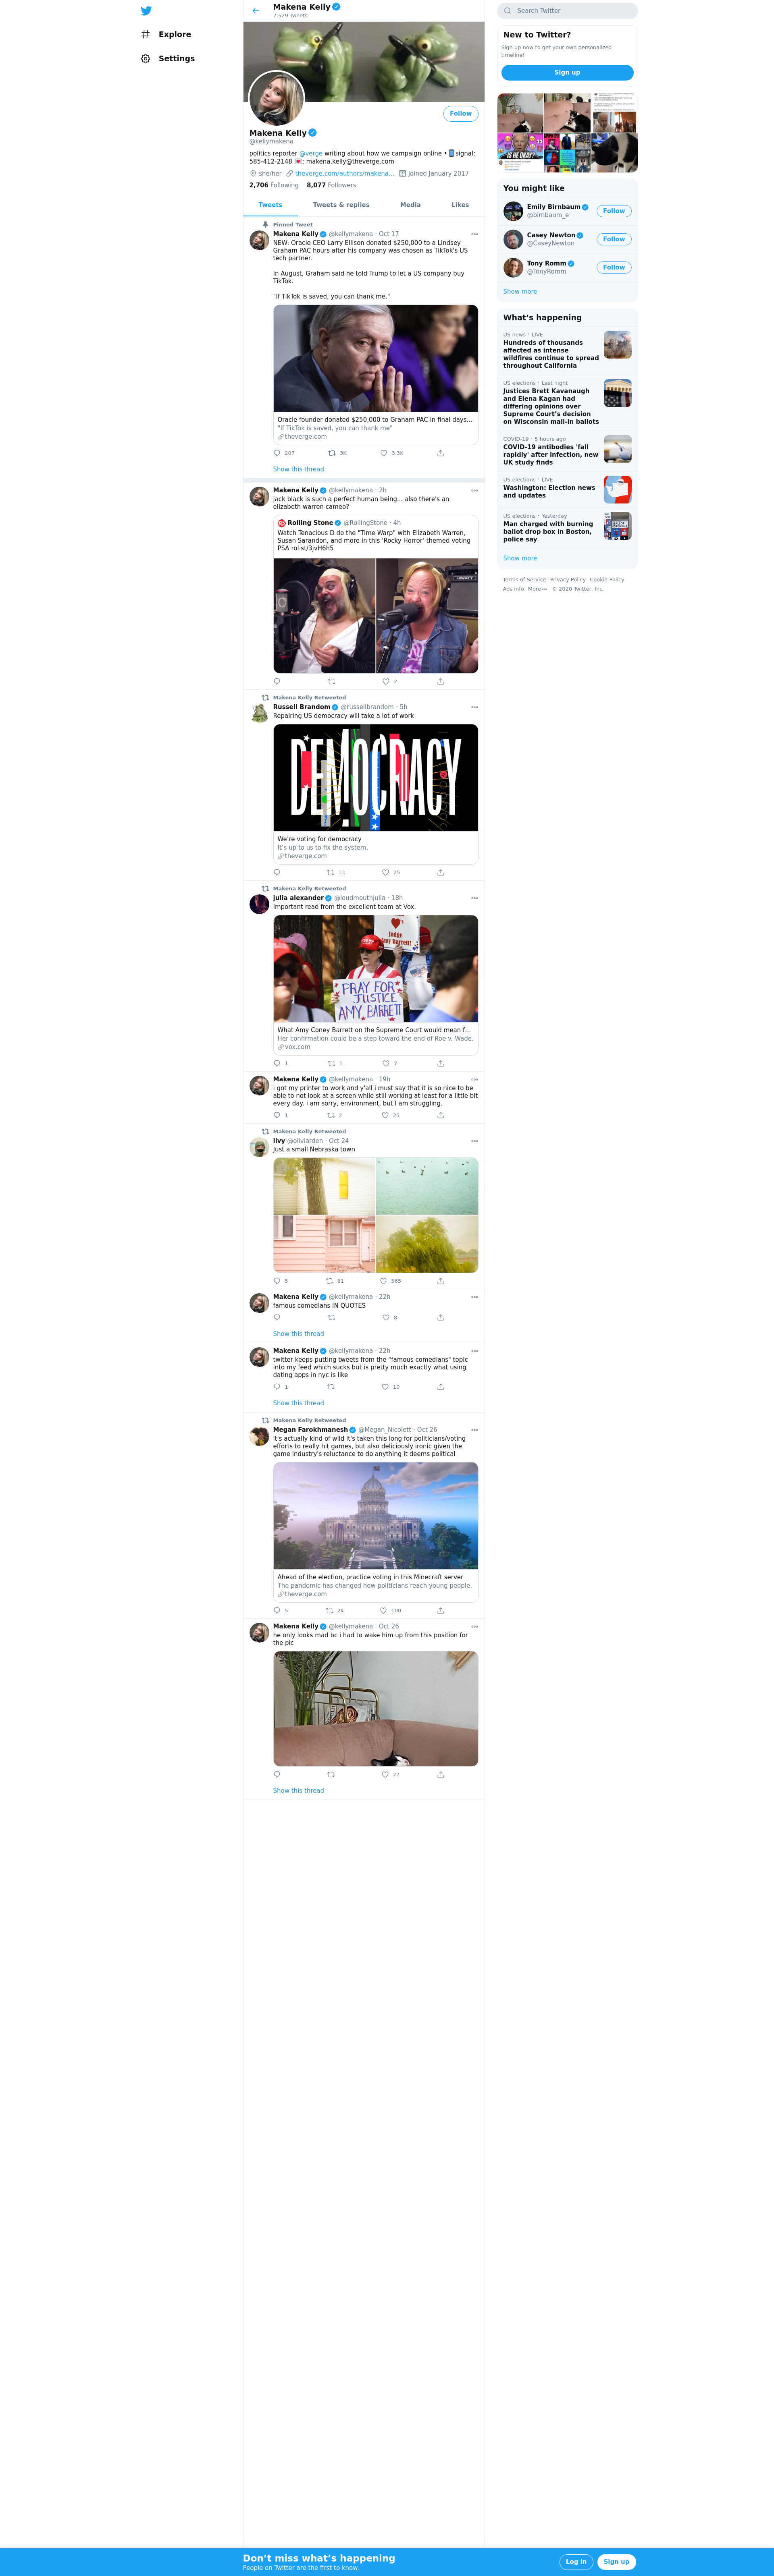 Explore
Settings
Makena Kelly
7,529 Tweets
Follow
Makena Kelly
@kellymakena
politics reporter @verge writing about how we campaign online • signal:
585-412-2148 : makena.kelly@theverge.com
she/her theverge.com/authors/makena… Joined January 2017
2,706 Following 8,077 Followers
Tweets Tweets & replies Media Likes
Pinned Tweet
Makena Kelly @kellymakena · Oct 17
NEW: Oracle CEO Larry Ellison donated $250,000 to a Lindsey
Graham PAC hours after his company was chosen as TikTok's US
tech partner.
In August, Graham said he told Trump to let a US company buy
TikTok.
"If TikTok is saved, you can thank me."
Oracle founder donated $250,000 to Graham PAC in final days…
"If TikTok is saved, you can thank me"
theverge.com
207 3K 3.3K
Show this thread
Makena Kelly @kellymakena · 2h
jack black is such a perfect human being... also there's an
elizabeth warren cameo?
Rolling Stone @RollingStone · 4h
Watch Tenacious D do the "Time Warp" with Elizabeth Warren,
Susan Sarandon, and more in this 'Rocky Horror'-themed voting
PSA rol.st/3jvH6h5
2
Makena Kelly Retweeted
Russell Brandom @russellbrandom · 5h
Repairing US democracy will take a lot of work
DEMOCRACY
We're voting for democracy
It's up to us to fix the system.
theverge.com
13 25
Makena Kelly Retweeted
julia alexander @loudmouthjulia · 18h
Important read from the excellent team at Vox.
Judge
Amy Barrett!
PRAY FOR
JUSTICE
AMY BARRETT
What Amy Coney Barrett on the Supreme Court would mean f…
Her confirmation could be a step toward the end of Roe v. Wade.
vox.com
1 1 7
Makena Kelly @kellymakena · 19h
i got my printer to work and y'all i must say that it is so nice to be
able to not look at a screen while still working at least for a little bit
every day. i am sorry, environment, but I am struggling.
1 2 25
Makena Kelly Retweeted
livy @oliviarden · Oct 24
Just a small Nebraska town
5 81 565
Makena Kelly @kellymakena · 22h
famous comedians IN QUOTES
8
Show this thread
Makena Kelly @kellymakena · 22h
twitter keeps putting tweets from the "famous comedians" topic
into my feed which sucks but is pretty much exactly what using
dating apps in nyc is like
1 10
Show this thread
Makena Kelly Retweeted
Megan Farokhmanesh @Megan_Nicolett · Oct 26
it's actually kind of wild it's taken this long for politicians/voting
efforts to really hit games, but also deliciously ironic given the
game industry's reluctance to do anything it deems political
Ahead of the election, practice voting in this Minecraft server
The pandemic has changed how politicians reach young people.
theverge.com
5 24 100
Makena Kelly @kellymakena · Oct 26
he only looks mad bc i had to wake him up from this position for
the pic
27
Show this thread
Search Twitter
New to Twitter?
Sign up now to get your own personalized
timeline!
Sign up
IS HE OKAY?
You might like
Emily Birnbaum
@birnbaum_e
Follow
Casey Newton
@CaseyNewton
Follow
Tony Romm
@TonyRomm
Follow
Show more
What's happening
US news · LIVE
Hundreds of thousands
affected as intense
wildfires continue to spread
throughout California
US elections · Last night
Justices Brett Kavanaugh
and Elena Kagan had
differing opinions over
Supreme Court's decision
on Wisconsin mail-in ballots
COVID-19 · 5 hours ago
COVID-19 antibodies 'fall
rapidly' after infection, new
UK study finds
US elections · LIVE
Washington: Election news
and updates
US elections · Yesterday
Man charged with burning
ballot drop box in Boston,
police say
Show more
Terms of Service Privacy Policy Cookie Policy
Ads info More ••• © 2020 Twitter, Inc.
Don't miss what's happening
People on Twitter are the first to know.
Log in Sign up